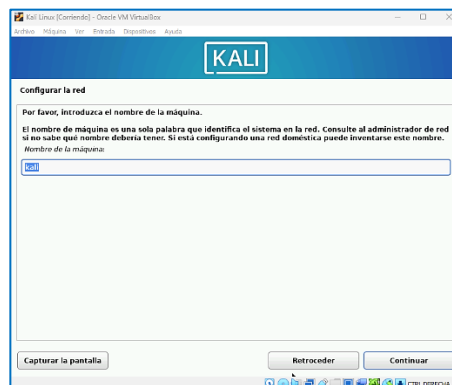 Kali Linux [Corriendo] - Oracle VM VirtualBox
Archivo Máquina Ver Entrada Dispositivos Ayuda
KALI
Configurar la red
Por favor, introduzca el nombre de la máquina.
El nombre de máquina es una sola palabra que identifica el sistema en la red. Consulte al administrador de red
si no sabe qué nombre debería tener. Si está configurando una red doméstica puede inventarse este nombre.
Nombre de la máquina:
kali
Capturar la pantalla
Retroceder
Continuar
CTRL DERECHA